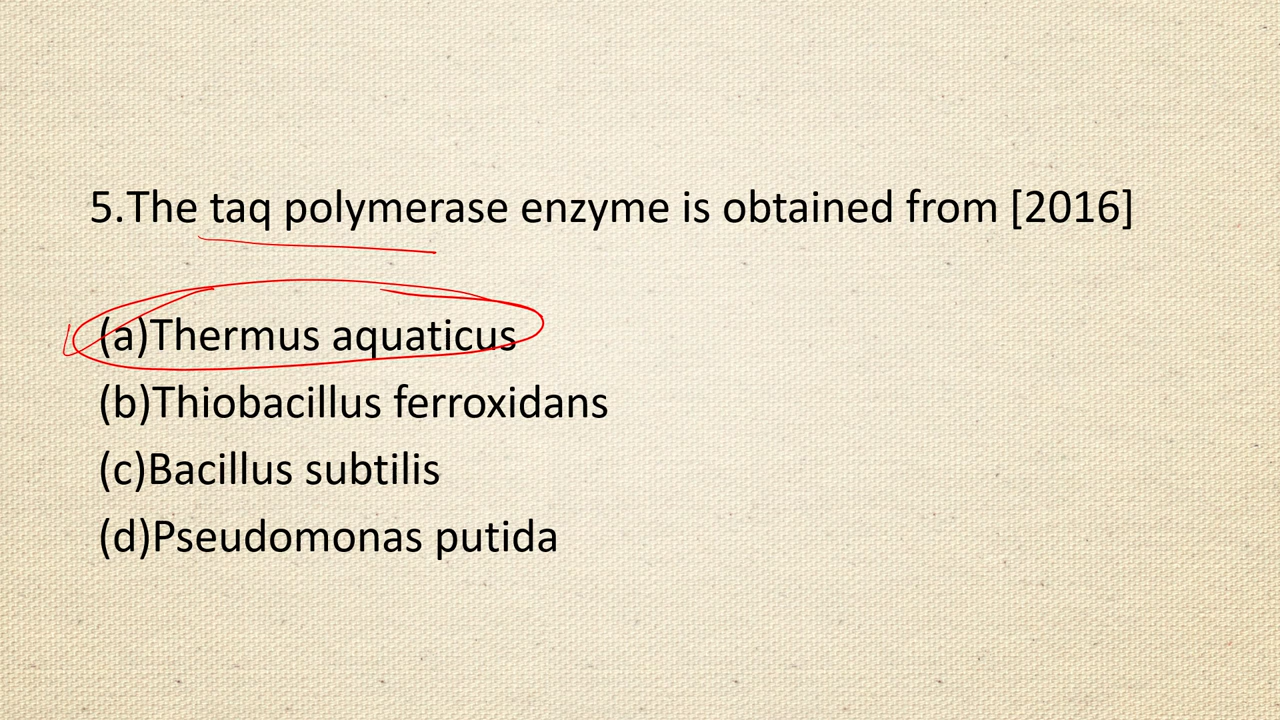 5.The taq polymerase enzyme is obtained from [2016]
(a)Thermus aquaticus
(b)Thiobacillus ferroxidans
(c)Bacillus subtilis
(d)Pseudomonas putida